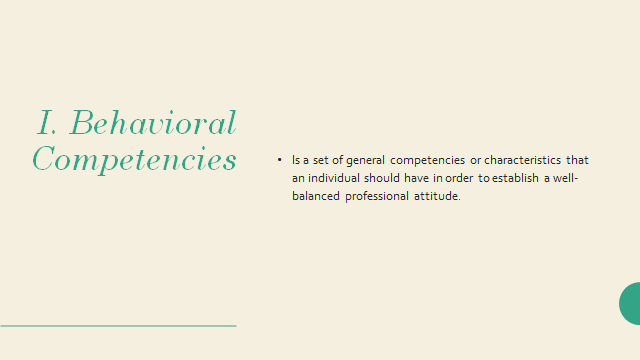 I. Behavioral
Competencies
• Is a set of general competencies or characteristics that
an individual should have in order to establish a well-
balanced professional attitude.